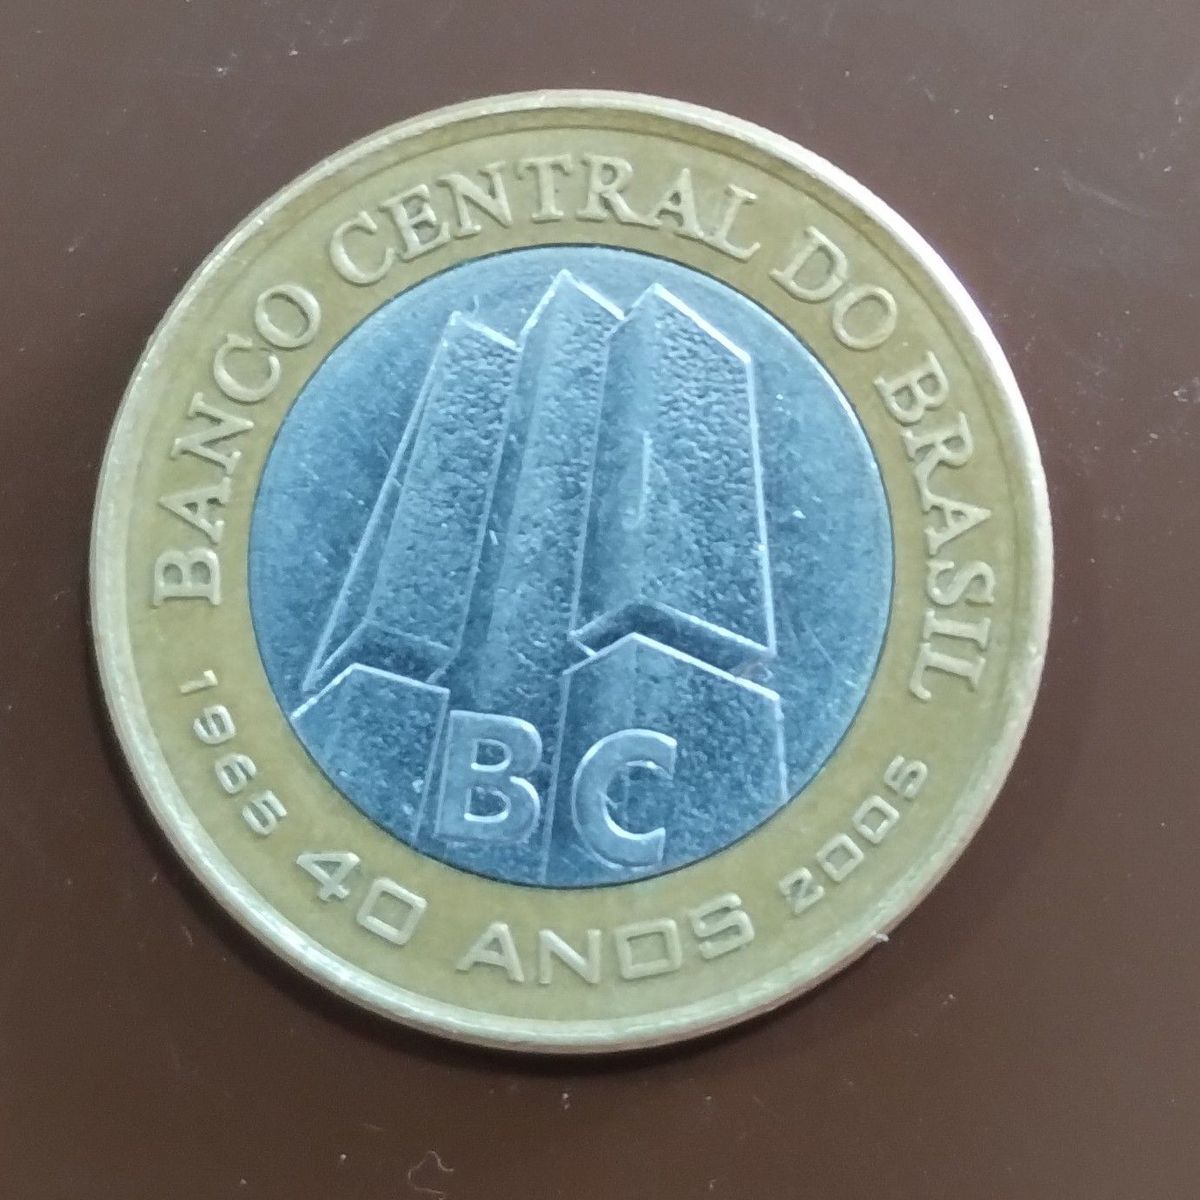 BANCO CENTRAL DO BRASIL
BC
1965 40 ANOS 2005